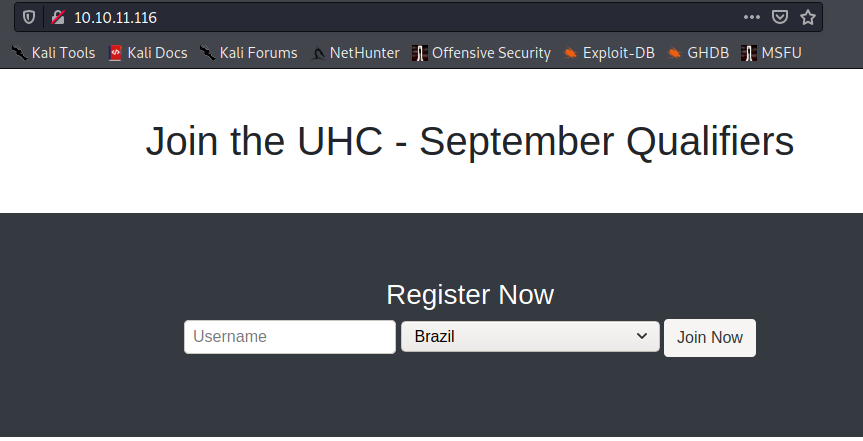 10.10.11.116
Kali Tools Kali Docs Kali Forums NetHunter Offensive Security Exploit-DB GHDB MSFU
Join the UHC - September Qualifiers
Register Now
Username Brazil Join Now